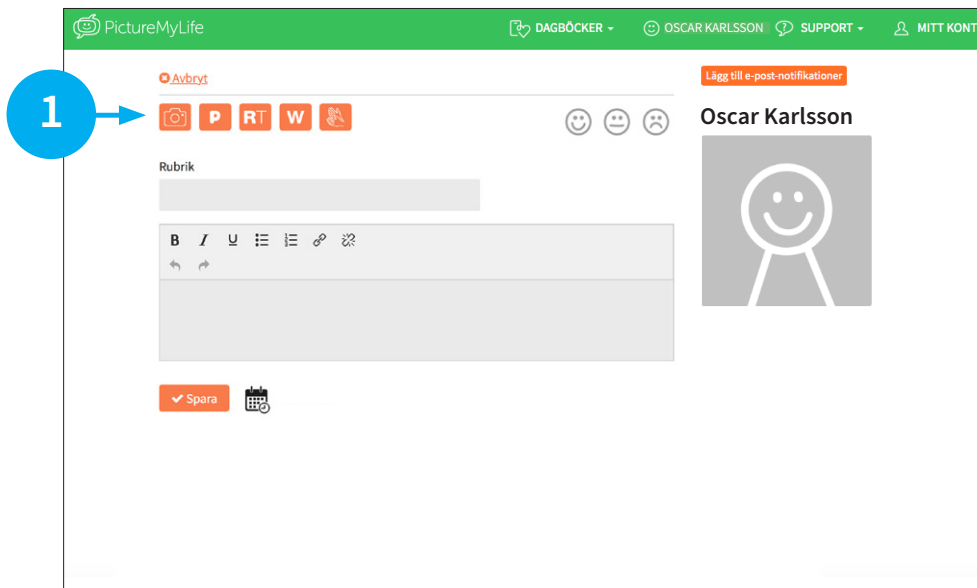 PictureMyLife
DAGBÖCKER
OSCAR KARLSSON
SUPPORT
MITT KONT
Avbryt
Lägg till e-post-notifikationer
1
P
RT
W
Oscar Karlsson
Rubrik
B I U
Spara